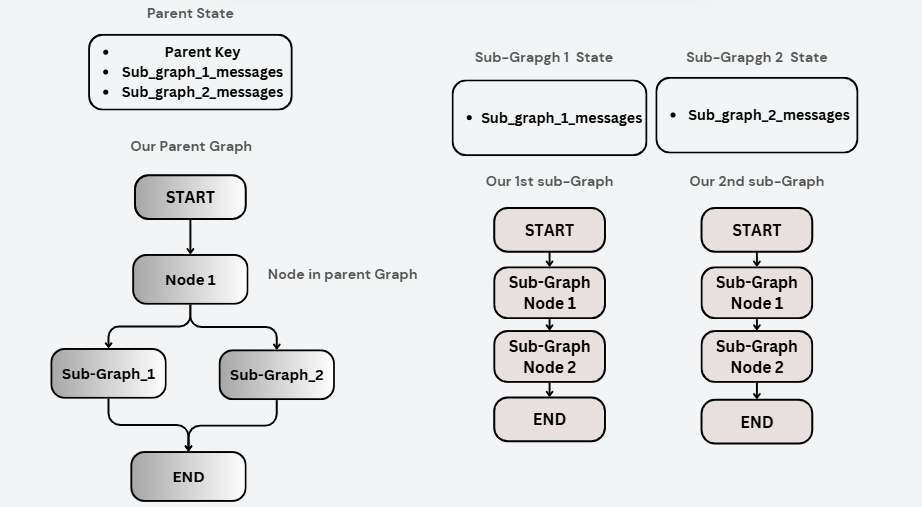 Parent State
• Parent Key
• Sub_graph_1_messages
• Sub_graph_2_messages
Our Parent Graph
START
Node 1
Node in parent Graph
Sub-Graph_1
Sub-Graph_2
END
Sub-Grapgh 1 State
• Sub_graph_1_messages
Our 1st sub-Graph
START
Sub-Graph
Node 1
Sub-Graph
Node 2
END
Sub-Grapgh 2 State
• Sub_graph_2_messages
Our 2nd sub-Graph
START
Sub-Graph
Node 1
Sub-Graph
Node 2
END